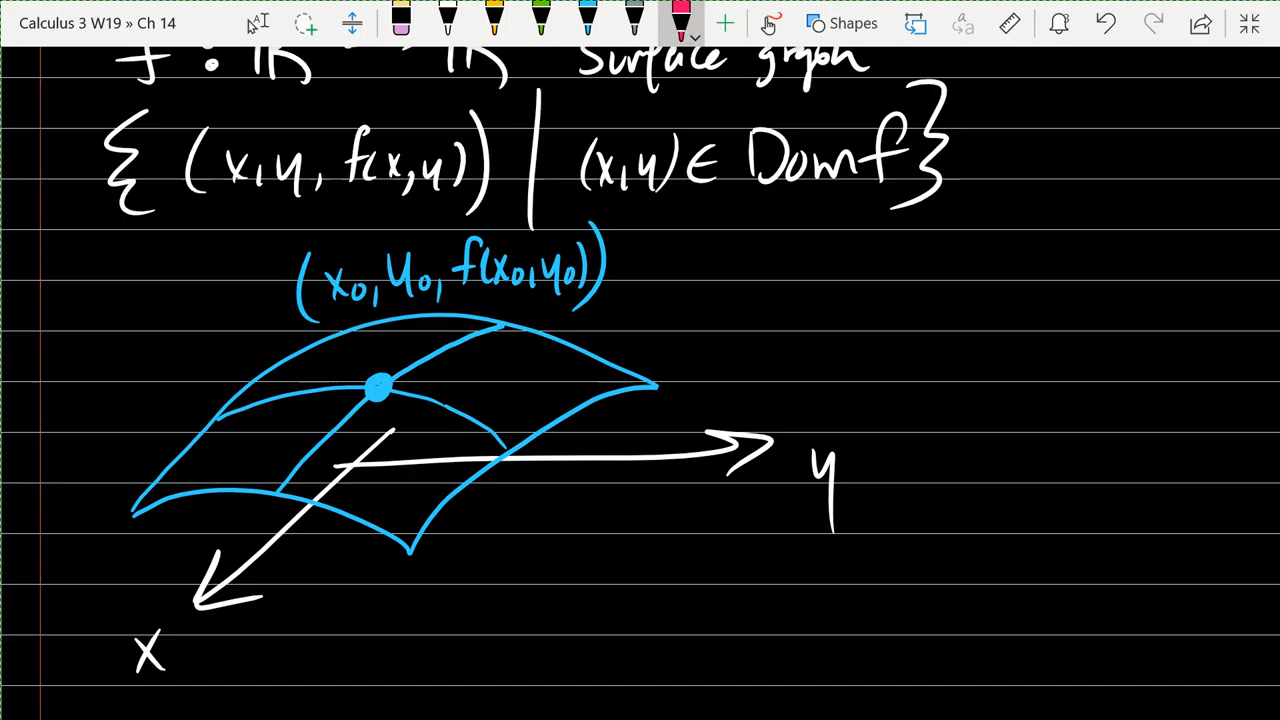 Calculus 3 W19 » Ch 14
Shapes
f : ℝ → ℝ Surface graph
{ (x, y, f(x, y)) | (x, y) ∈ Dom f }
(x₀, y₀, f(x₀, y₀))
y
x